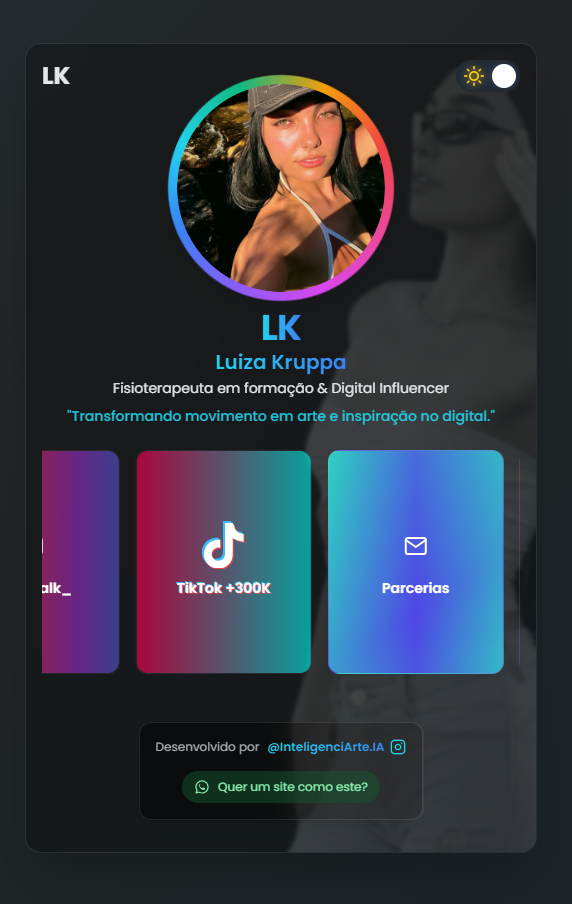 LK
LK
Luiza Kruppa
Fisioterapeuta em formação & Digital Influencer
"Transformando movimento em arte e inspiração no digital."
alk_
TikTok +300K
Parcerias
Desenvolvido por @InteligenciArte.IA
Quer um site como este?